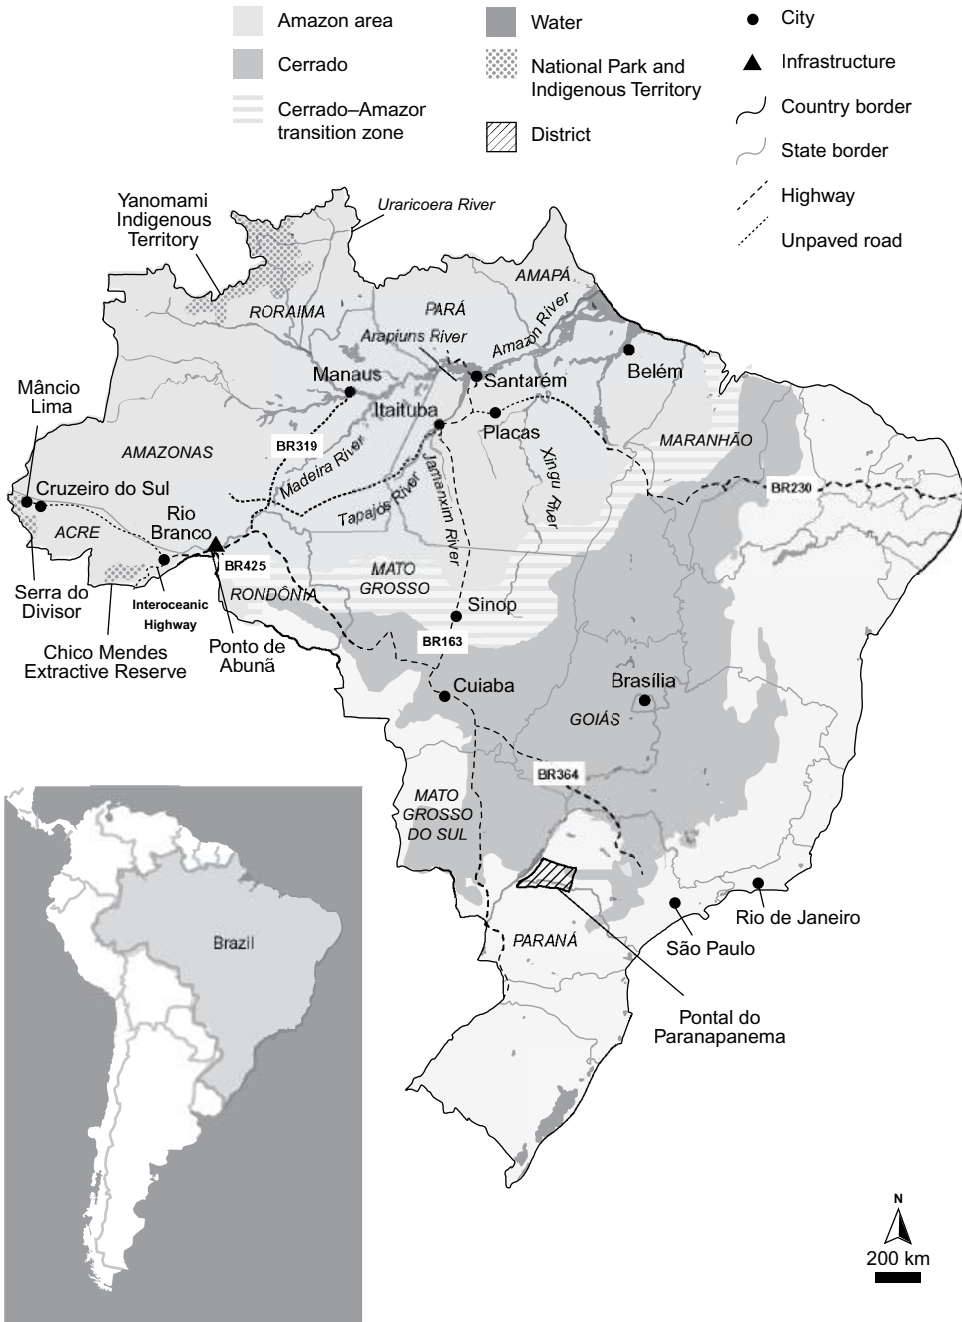 Amazon area
Cerrado
Cerrado–Amazor
transition zone
Water
National Park and
Indigenous Territory
District
City
Infrastructure
Country border
State border
Highway
Unpaved road
Yanomami
Indigenous
Territory
Uraricoera River
AMAPÁ
RORAIMA
PARÁ
Arapiuns River
Amazon River
Manaus
Santarém
Belém
Mâncio
Lima
Itaituba
Placas
MARANHÃO
BR319
AMAZONAS
Madeira River
Xingu River
Cruzeiro do Sul
Tapajós River
Jamanxim River
BR230
Rio
Branco
ACRE
BR425
MATO
GROSSO
Serra do
Divisor
RONDÔNIA
Interoceanic
Highway
Sinop
Chico Mendes
Extractive Reserve
Ponto de
Abunã
BR163
Cuiaba
Brasília
GOIÁS
BR364
MATO
GROSSO
DO SUL
Rio de Janeiro
São Paulo
PARANÁ
Brazil
Pontal do
Paranapanema
N
200 km